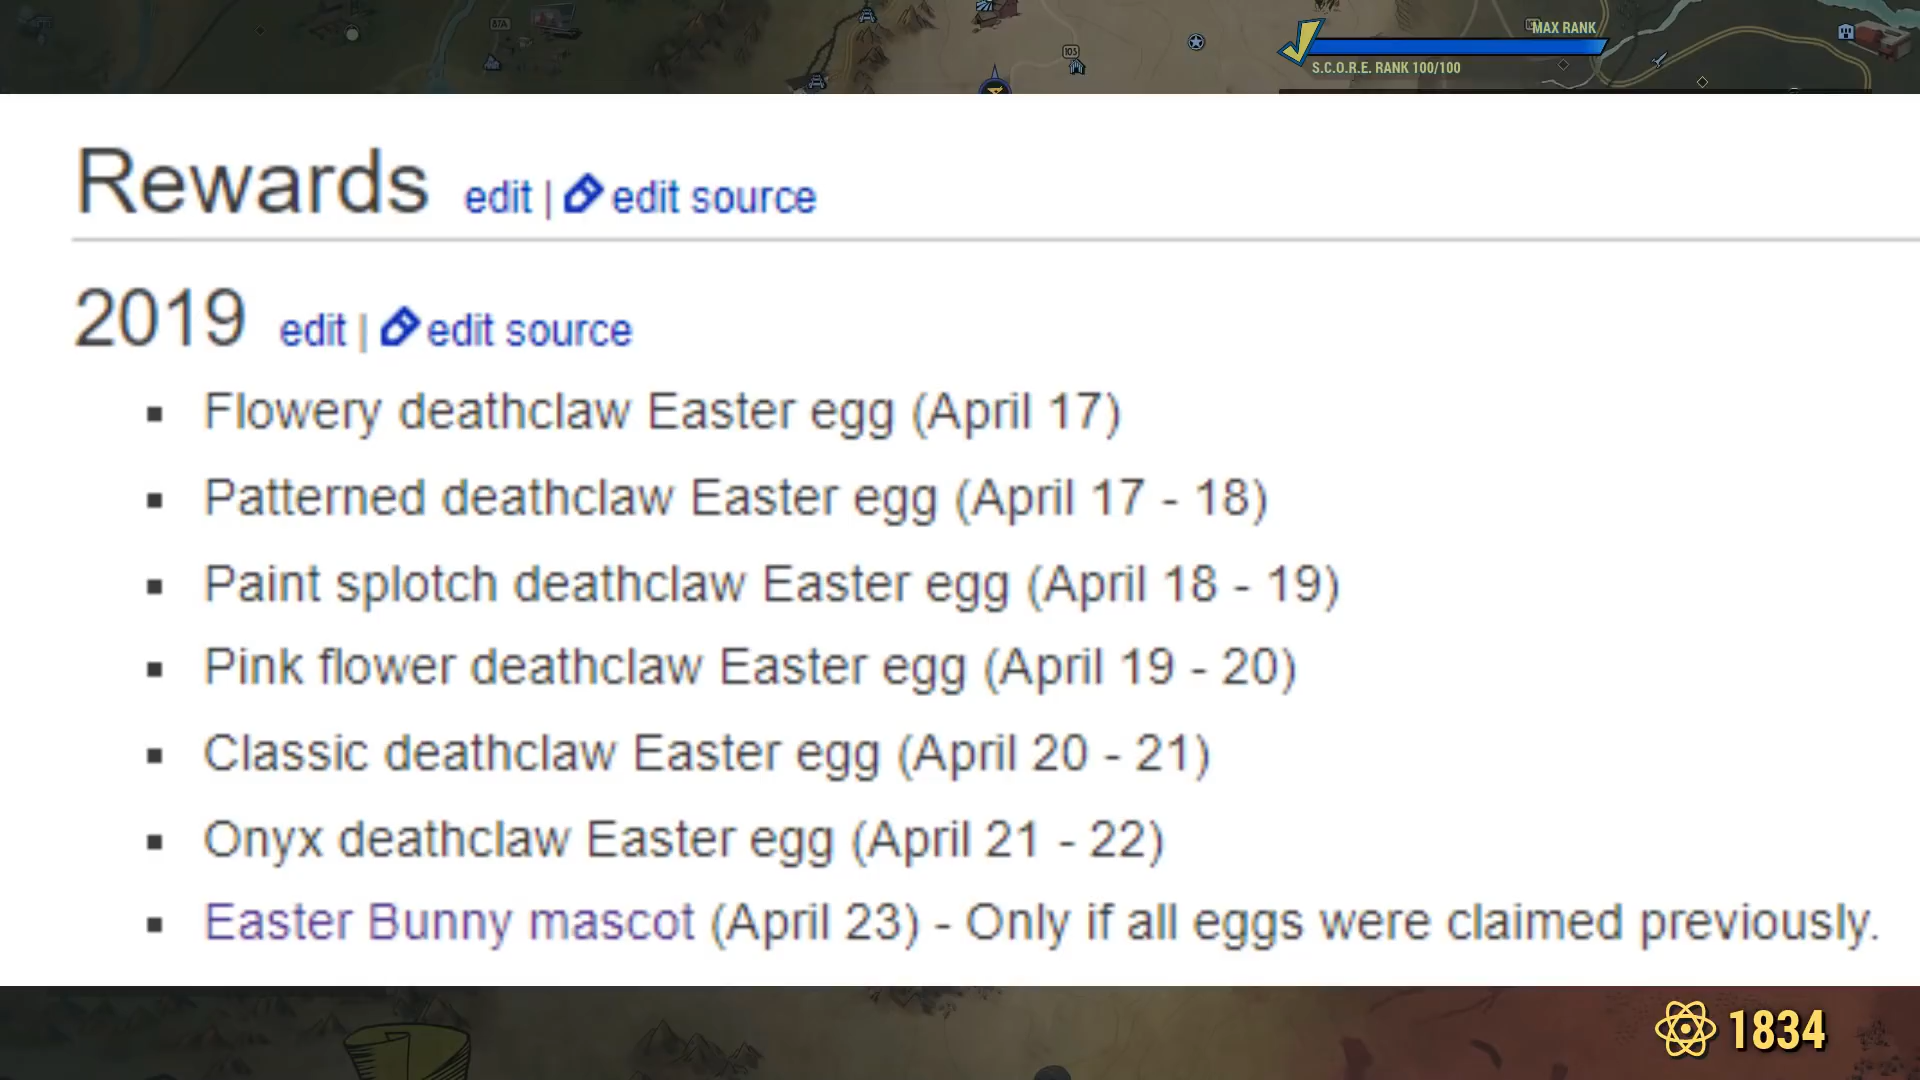 87A
105
MAX RANK
S.C.O.R.E. RANK 100/100
Rewards edit | edit source
2019 edit | edit source
▪ Flowery deathclaw Easter egg (April 17)
▪ Patterned deathclaw Easter egg (April 17 - 18)
▪ Paint splotch deathclaw Easter egg (April 18 - 19)
▪ Pink flower deathclaw Easter egg (April 19 - 20)
▪ Classic deathclaw Easter egg (April 20 - 21)
▪ Onyx deathclaw Easter egg (April 21 - 22)
▪ Easter Bunny mascot (April 23) - Only if all eggs were claimed previously.
1834